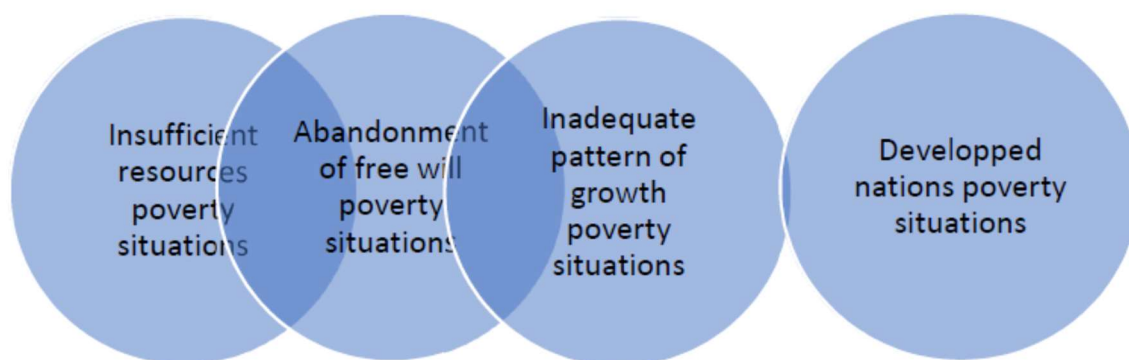 Insufficient
resources
poverty
situations
Abandonment
of free will
poverty
situations
Inadequate
pattern of
growth
poverty
situations
Developped
nations poverty
situations